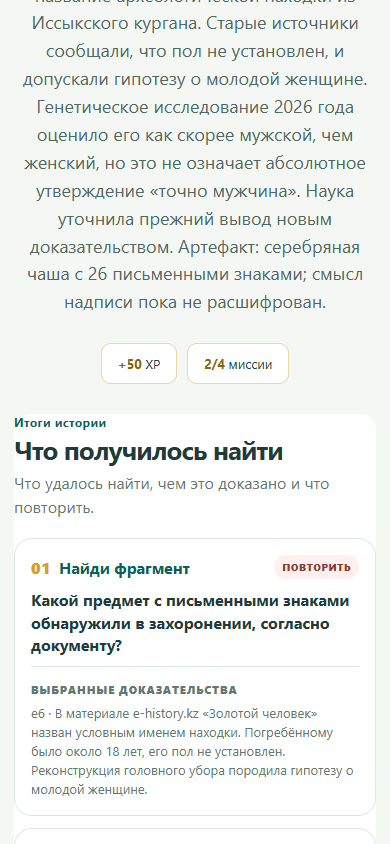 Иссыкского кургана. Старые источники
сообщали, что пол не установлен, и
допускали гипотезу о молодой женщине.
Генетическое исследование 2026 года
оценило его как скорее мужской, чем
женский, но это не означает абсолютное
утверждение «точно мужчина». Наука
уточнила прежний вывод новым
доказательством. Артефакт: серебряная
чаша с 26 письменными знаками; смысл
надписи пока не расшифрован.
+50 XP
2/4 миссии
Итоги истории
Что получилось найти
Что удалось найти, чем это доказано и что
повторить.
01 Найди фрагмент
ПОВТОРИТЬ
Какой предмет с письменными знаками
обнаружили в захоронении, согласно
документу?
ВЫБРАННЫЕ ДОКАЗАТЕЛЬСТВА
e6 · В материале e-history.kz «Золотой человек»
назван условным именем находки. Погребённому
было около 18 лет, его пол не установлен.
Реконструкция головного убора породила гипотезу о
молодой женщине.